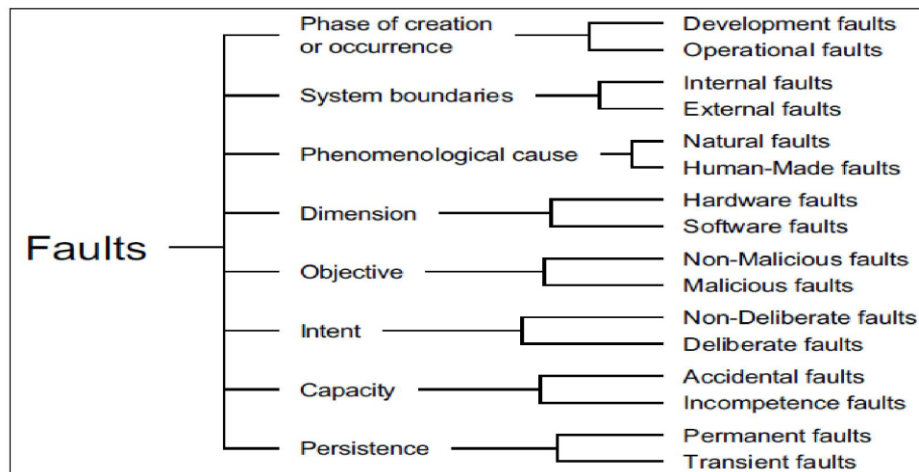 Faults
Phase of creation
or occurrence
Development faults
Operational faults
System boundaries
Internal faults
External faults
Phenomenological cause
Natural faults
Human-Made faults
Dimension
Hardware faults
Software faults
Objective
Non-Malicious faults
Malicious faults
Intent
Non-Deliberate faults
Deliberate faults
Capacity
Accidental faults
Incompetence faults
Persistence
Permanent faults
Transient faults